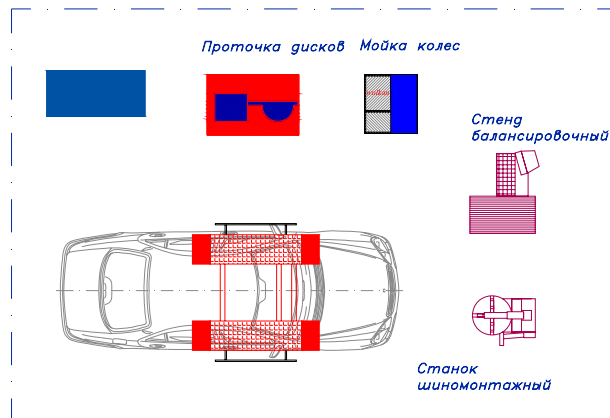 Проточка дисков
Мойка колес
Стенд
балансировочный
Станок
шиномонтажный